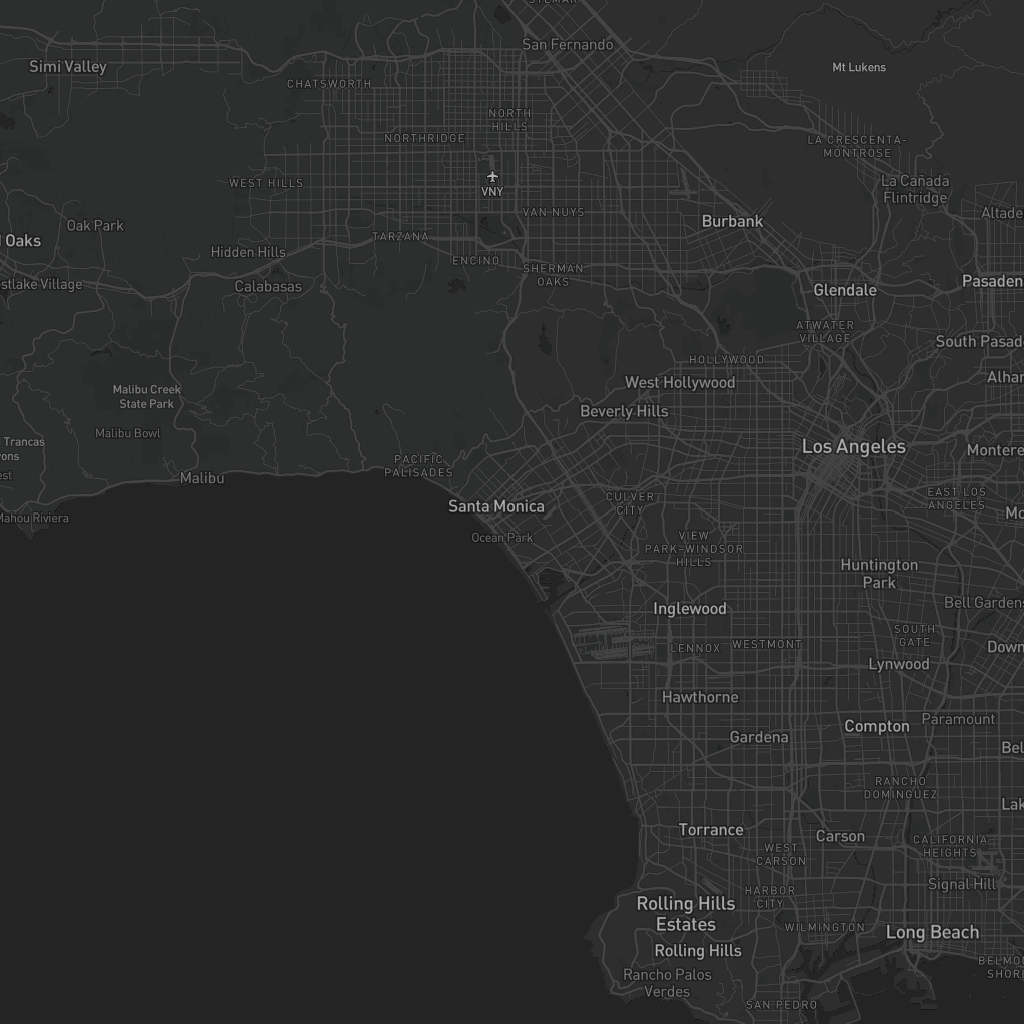 San Fernando
Simi Valley
Mt Lukens
CHATSWORTH
NORTH
HILLS
NORTHRIDGE
LA CRESCENTA-
MONTROSE
VNY
WEST HILLS
La Cañada
Flintridge
VAN NUYS
Altade
Burbank
Oak Park
TARZANA
Oaks
Hidden Hills
ENCINO
SHERMAN
OAKS
Pasaden
stlake Village
Calabasas
Glendale
ATWATER
VILLAGE
South Pasad
HOLLYWOOD
Alhar
West Hollywood
Malibu Creek
State Park
Beverly Hills
Malibu Bowl
Trancas
yons
Los Angeles
Montere
PACIFIC
PALISADES
est
Malibu
CULVER
CITY
EAST LOS
ANGELES
Santa Monica
Mo
Mahou Riviera
Ocean Park
VIEW
PARK–WINDSOR
HILLS
Huntington
Park
Inglewood
Bell Gardens
SOUTH
GATE
LENNOX
WESTMONT
Down
Lynwood
Hawthorne
Compton
Paramount
Gardena
Bel
RANCHO
DOMINGUEZ
Lak
Torrance
Carson
WEST
CARSON
CALIFORNIA
HEIGHTS
Signal Hill
HARBOR
CITY
Rolling Hills
Estates
WILMINGTON
Long Beach
Rolling Hills
BELMO
SHORE
Rancho Palos
Verdes
SAN PEDRO